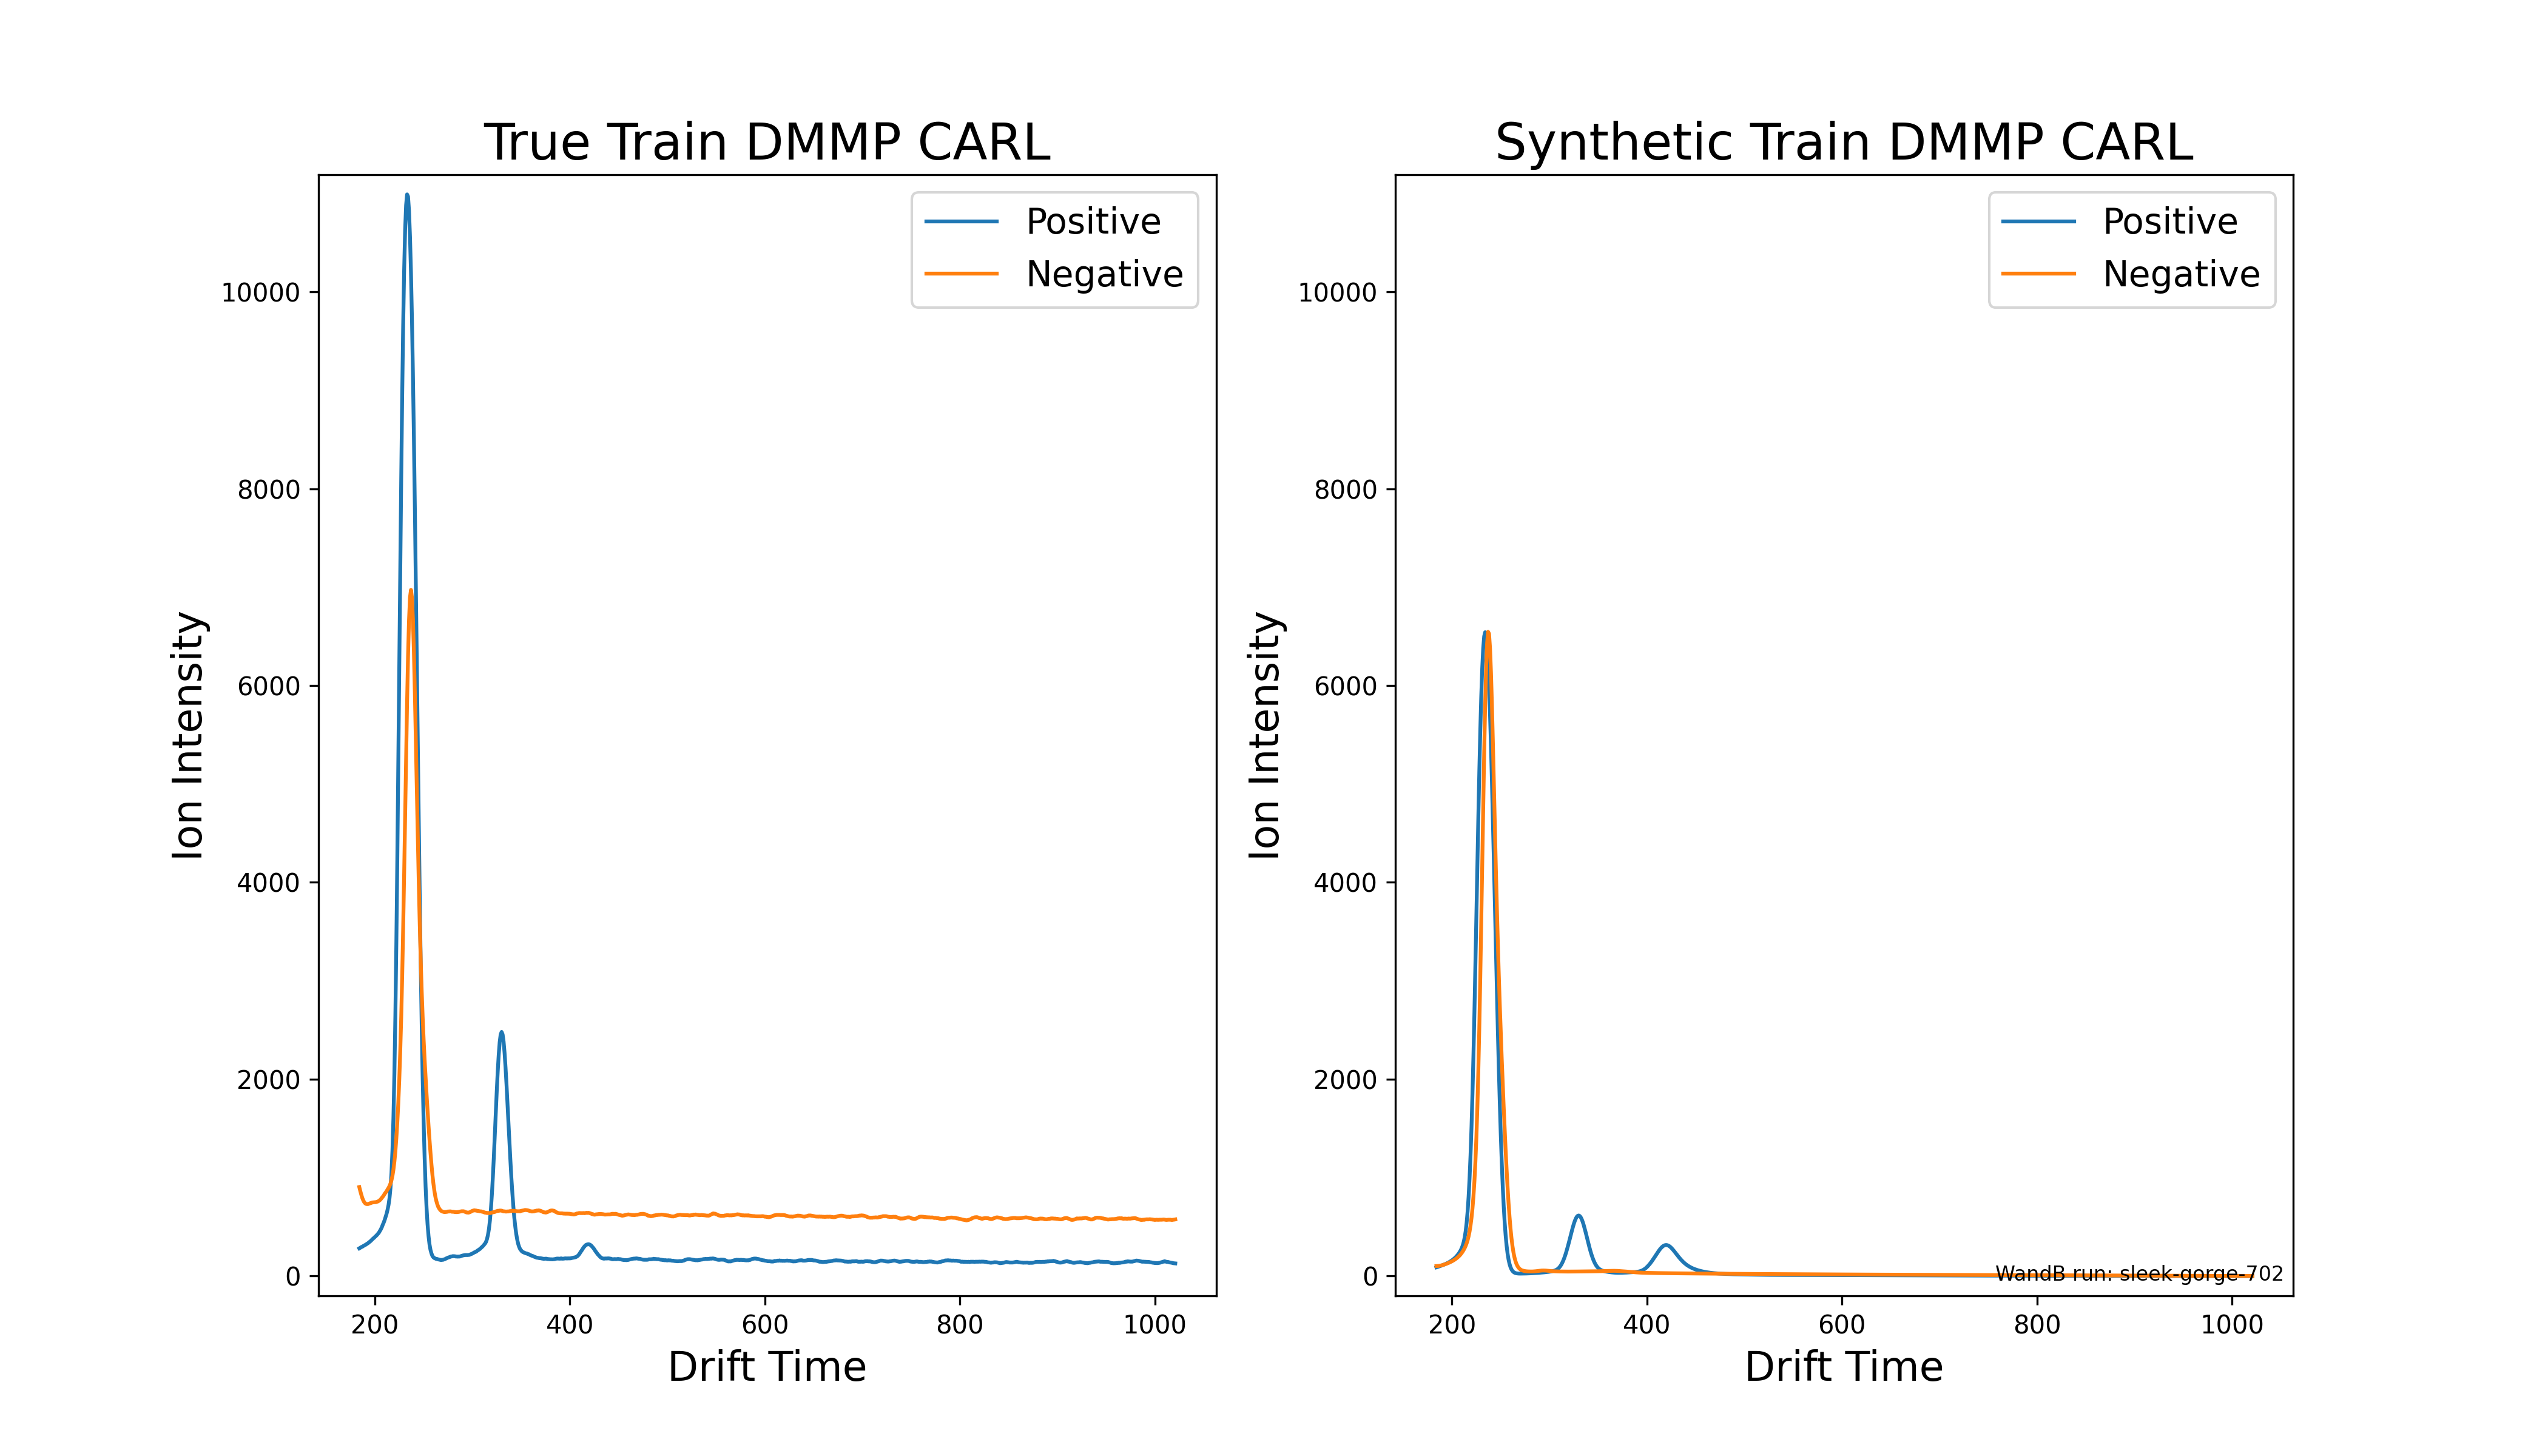 True Train DMMP CARL
Positive
Negative
10000
8000
6000
4000
2000
0
Ion Intensity
200 400 600 800 1000
Drift Time
Synthetic Train DMMP CARL
Positive
Negative
10000
8000
6000
4000
2000
0
Ion Intensity
WandB run: sleek-gorge-702
200 400 600 800 1000
Drift Time